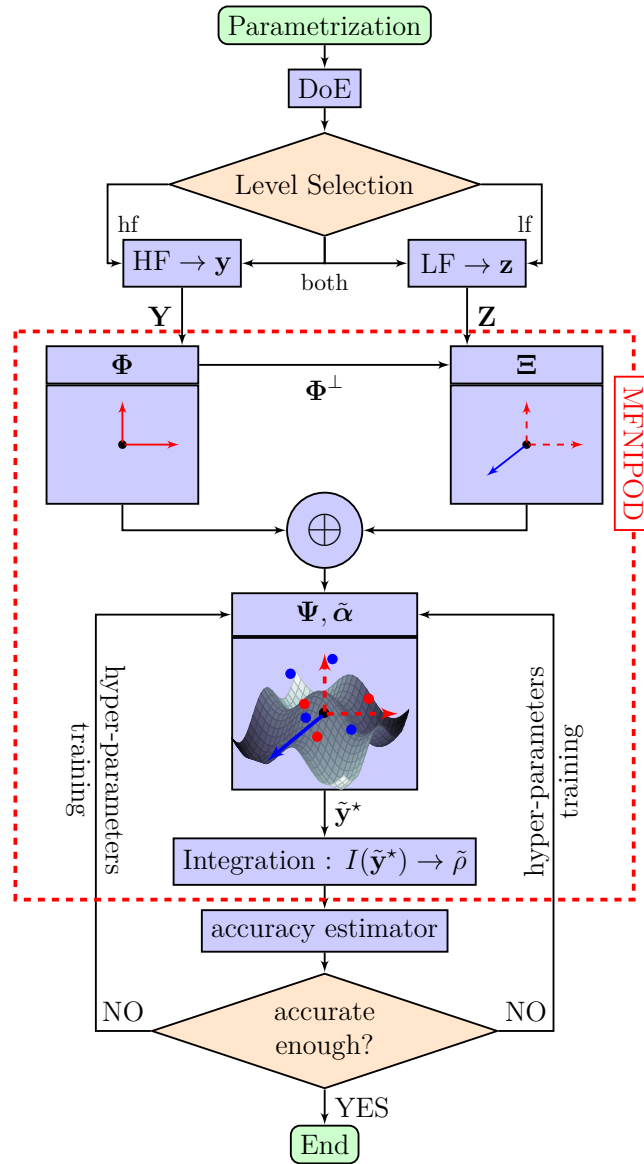 Parametrization
DoE
Level Selection
hf
lf
HF → y
LF → z
both
Y
Z
Φ
Ξ
Φ⊥
MFNIPOD
⊕
Ψ, α̃
hyper-parameters
training
hyper-parameters
training
ỹ⋆
Integration : I(ỹ⋆) → ρ̃
accuracy estimator
NO
accurate
enough?
NO
YES
End